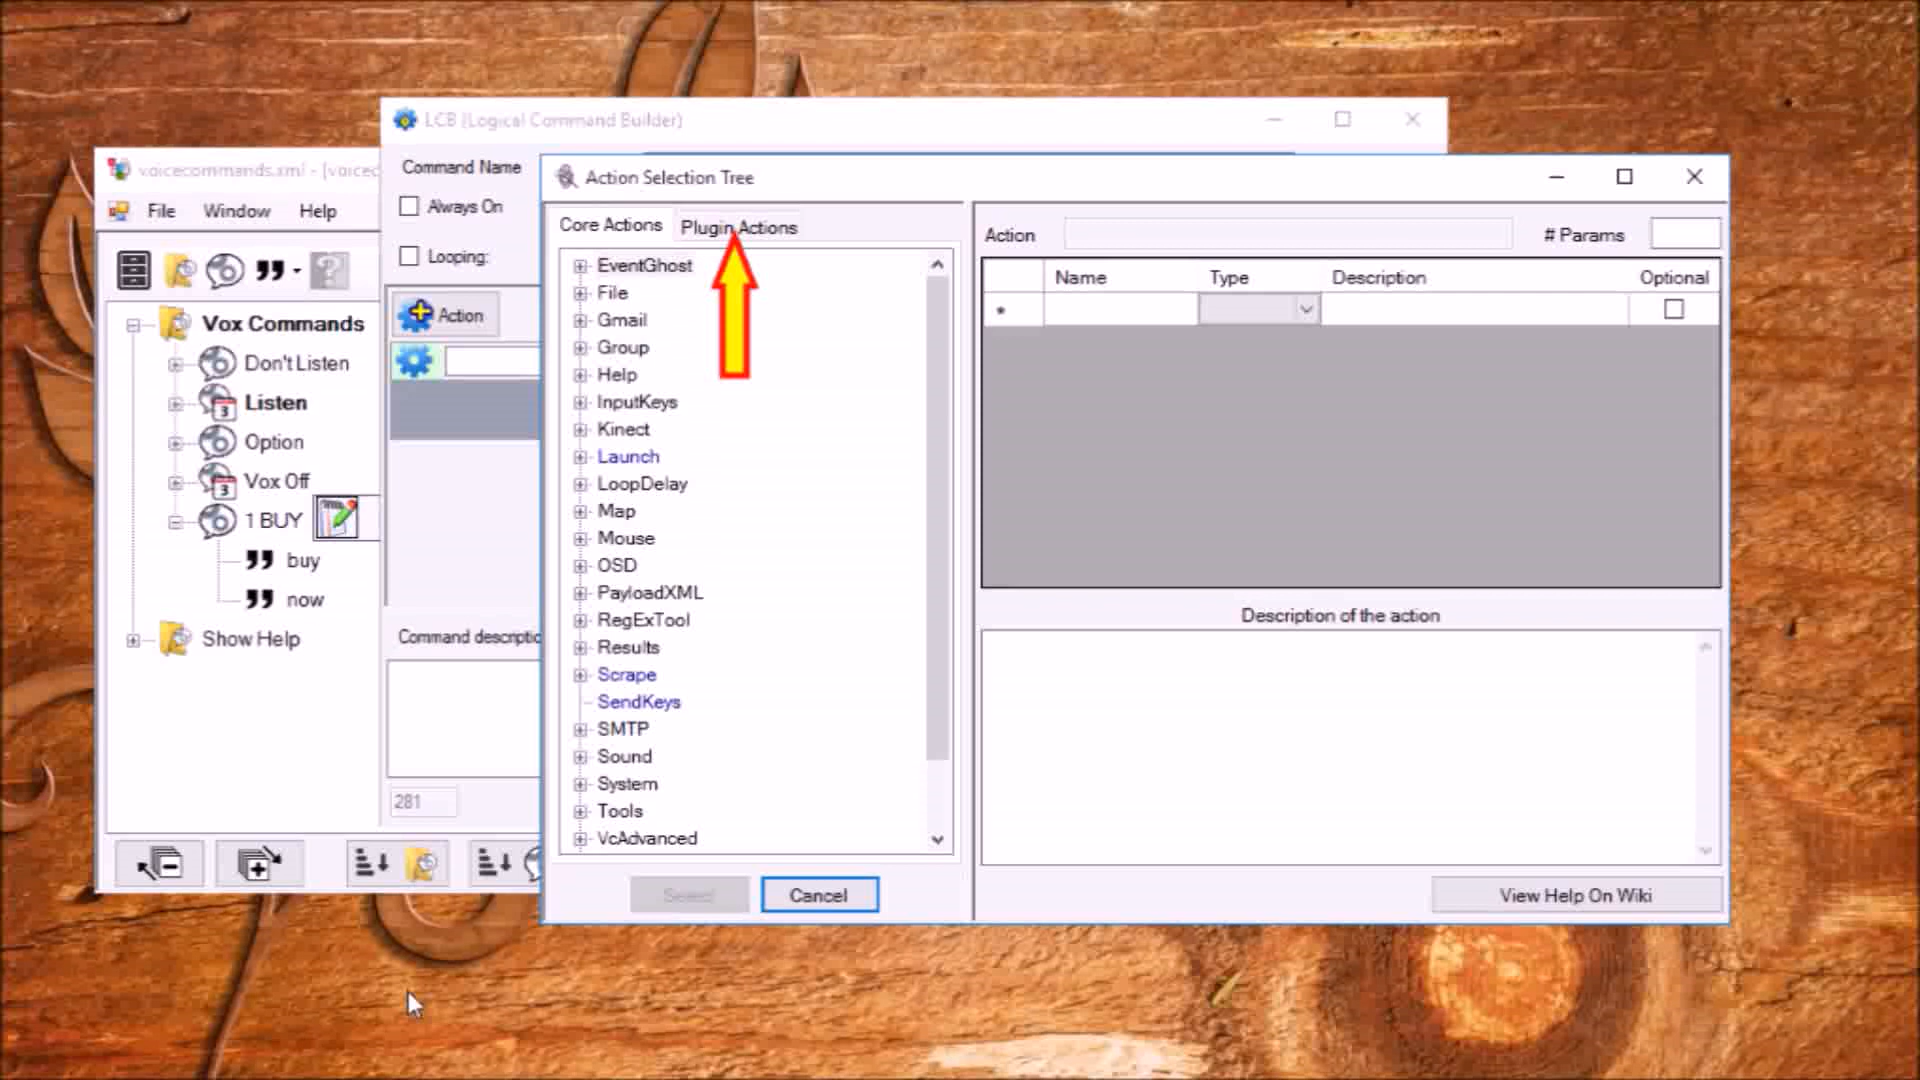 LCB (Logical Command Builder)
voicecommands.xml - [voicec
File Window Help
Vox Commands
Don't Listen
3 Listen
Option
3 Vox Off
1 BUY
buy
now
Show Help
Command Name
Always On
Looping:
Action
Command descriptio
281
Action Selection Tree
Core Actions Plugin Actions
EventGhost
File
Gmail
Group
Help
InputKeys
Kinect
Launch
LoopDelay
Map
Mouse
OSD
PayloadXML
RegExTool
Results
Scrape
SendKeys
SMTP
Sound
System
Tools
VcAdvanced
Select Cancel
Action # Params
Name Type Description Optional
Description of the action
View Help On Wiki